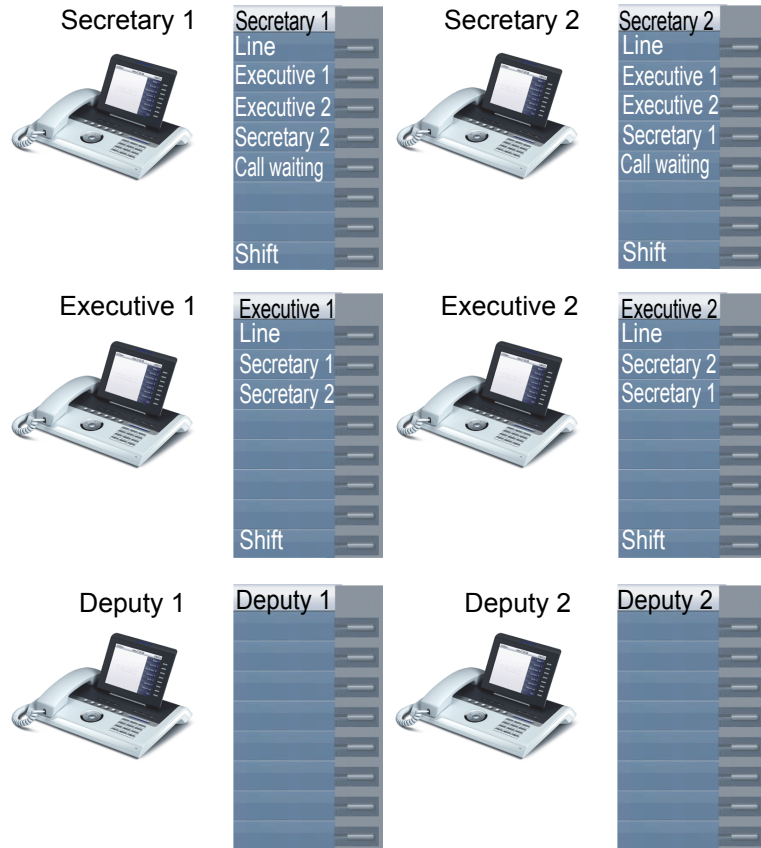 Secretary 1
Secretary 1
Line
Executive 1
Executive 2
Secretary 2
Call waiting
Shift
Secretary 2
Secretary 2
Line
Executive 1
Executive 2
Secretary 1
Call waiting
Shift
Executive 1
Executive 1
Line
Secretary 1
Secretary 2
Shift
Executive 2
Executive 2
Line
Secretary 2
Secretary 1
Shift
Deputy 1
Deputy 1
Deputy 2
Deputy 2